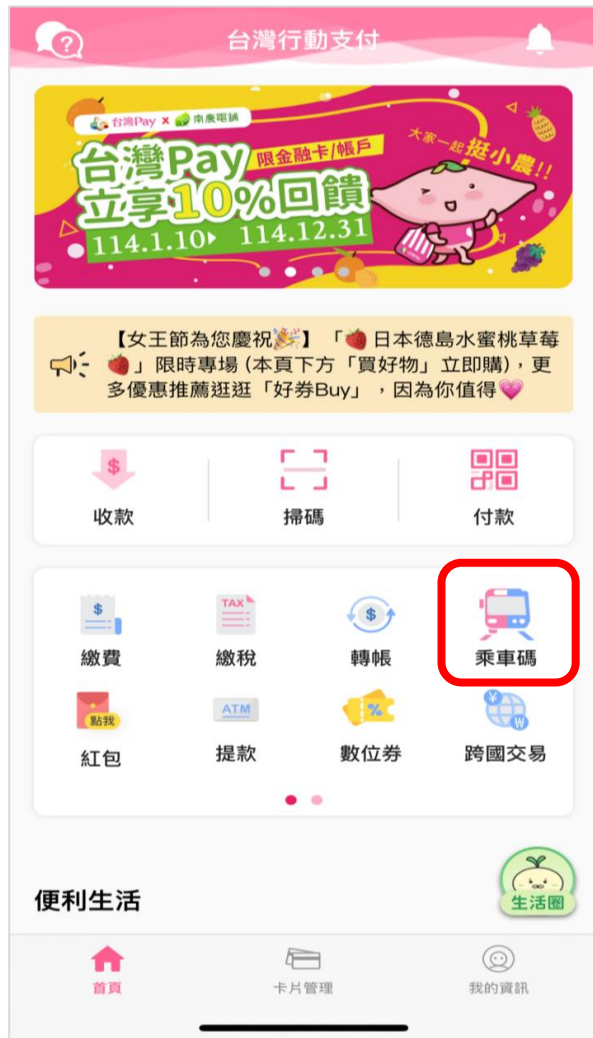 ?
台灣行動支付
台灣Pay × 南農電舖
台灣Pay 限金融卡/帳戶
立享10%回饋
114.1.10▶ 114.12.31
大家一起挺小農!!
【女王節為您慶祝🎉】「🍓日本德島水蜜桃草莓
🍓」限時專場(本頁下方「買好物」立即購)，更
多優惠推薦逛逛「好券Buy」，因為你值得💗
$
收款 掃碼 付款
$ TAX $
繳費 繳稅 轉帳 乘車碼
點我 ATM % ¥ W
紅包 提款 數位券 跨國交易
便利生活
生活圈
首頁 卡片管理 我的資訊